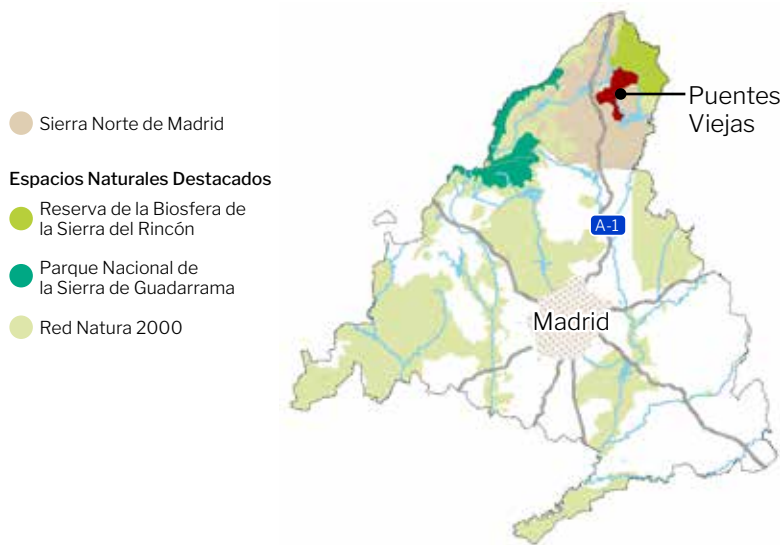 Sierra Norte de Madrid
Espacios Naturales Destacados
Reserva de la Biosfera de
la Sierra del Rincón
Parque Nacional de
la Sierra de Guadarrama
Red Natura 2000
Puentes
Viejas
A-1
Madrid